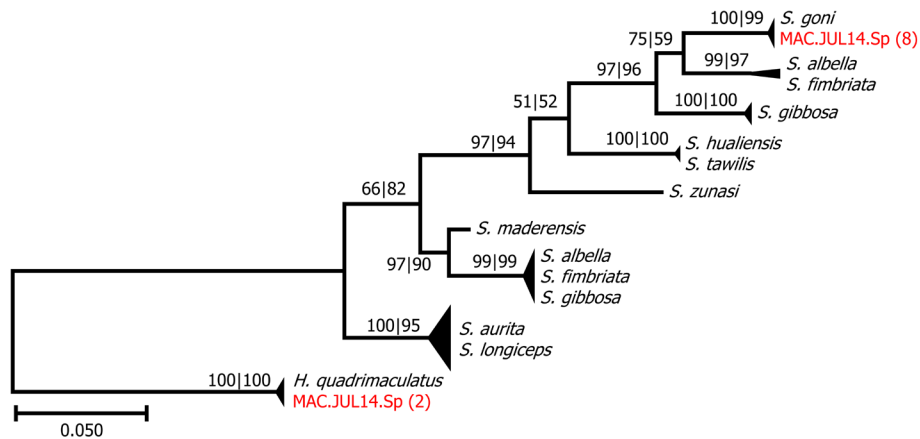 100|99
S. goni
MAC.JUL14.Sp (8)
75|59
99|97
S. albella
S. fimbriata
97|96
100|100
S. gibbosa
51|52
100|100
S. hualiensis
S. tawilis
97|94
S. zunasi
66|82
S. maderensis
97|90
99|99
S. albella
S. fimbriata
S. gibbosa
100|95
S. aurita
S. longiceps
100|100
H. quadrimaculatus
MAC.JUL14.Sp (2)
0.050